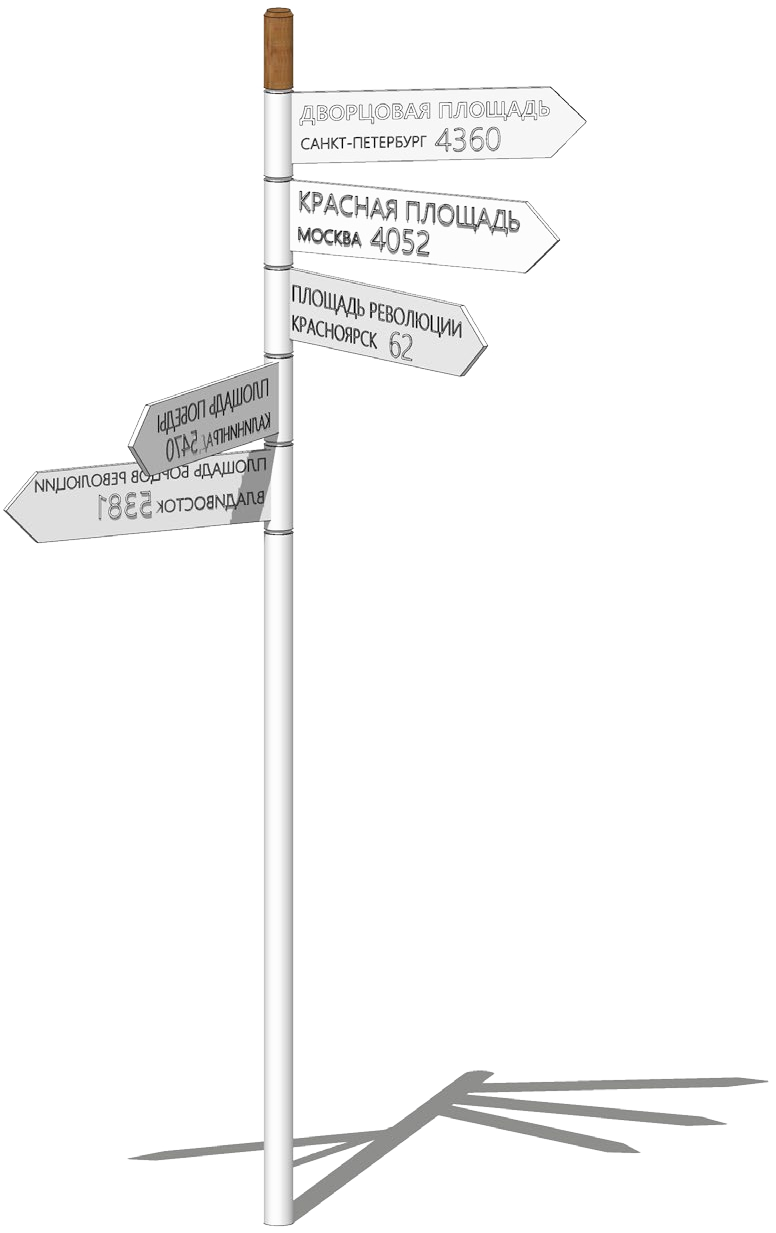 ДВОРЦОВАЯ ПЛОЩАДЬ
САНКТ-ПЕТЕРБУРГ 4360
КРАСНАЯ ПЛОЩАДЬ
МОСКВА 4052
ПЛОЩАДЬ РЕВОЛЮЦИИ
КРАСНОЯРСК 62
ПЛОЩАДЬ ПОБЕДЫ
КАЛИНИНГРА 5470
ПЛОЩАДЬ БОРЦОВ РЕВОЛЮЦИИ
ВЛАДИВОСТОК 5381